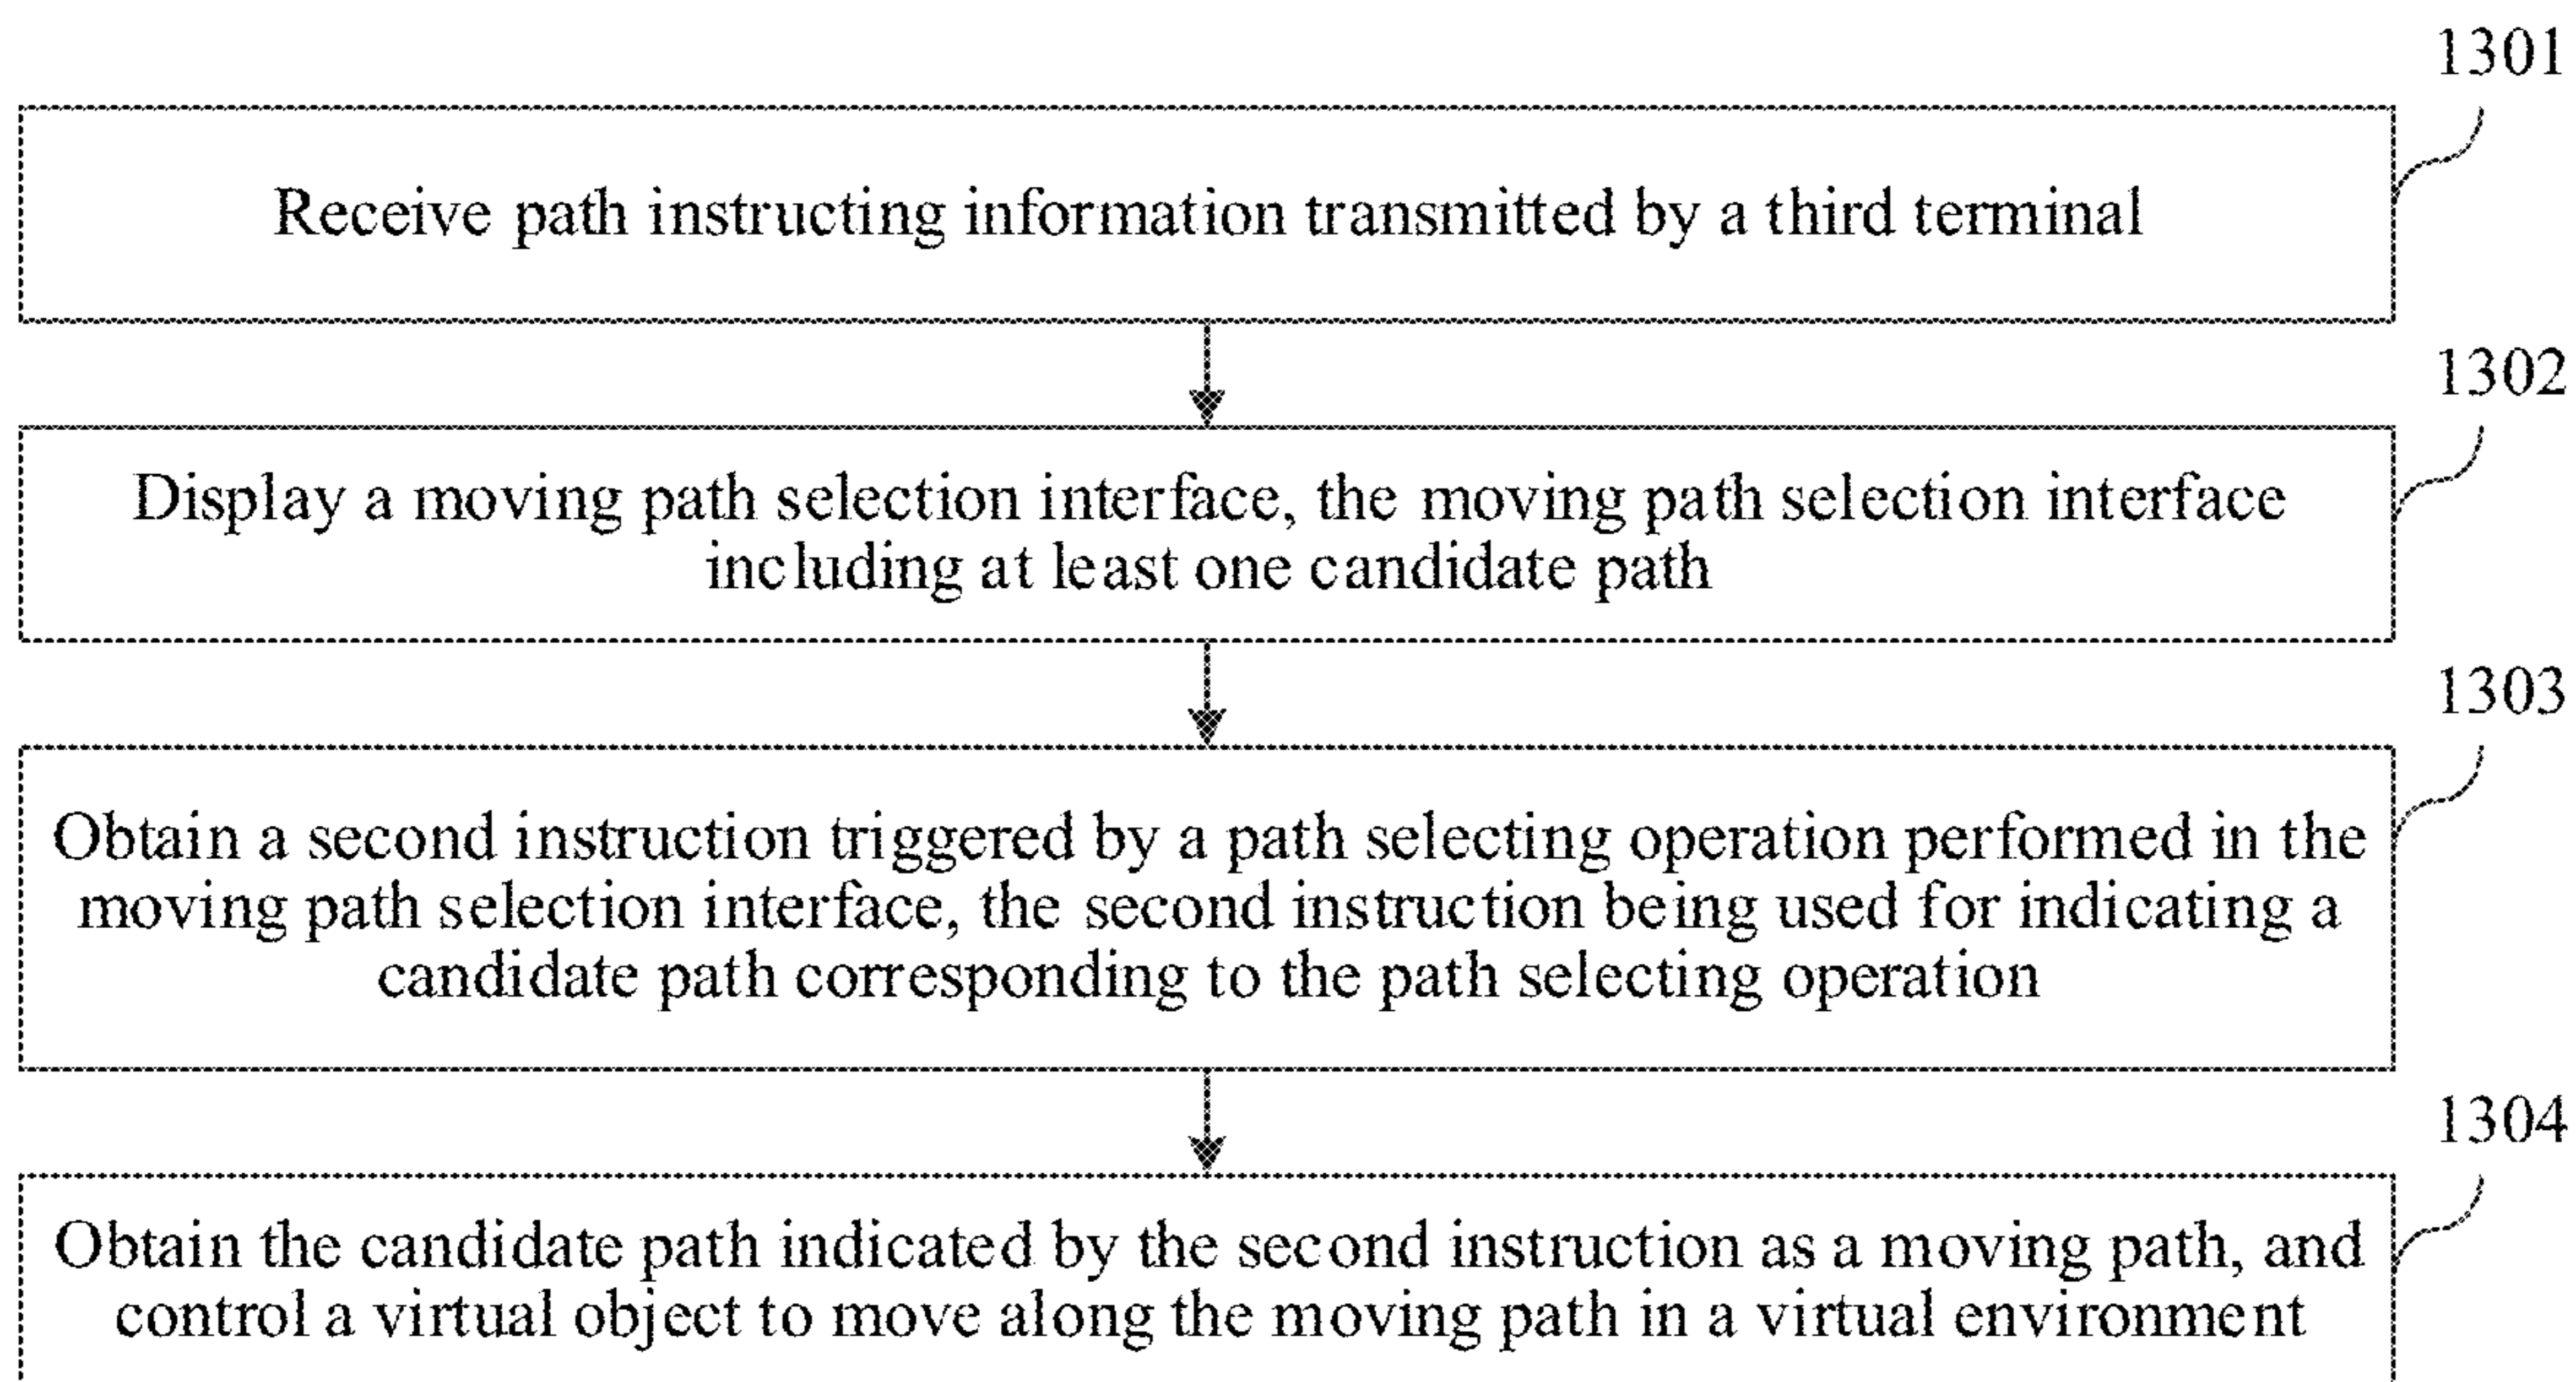 1301
Receive path instructing information transmitted by a third terminal
1302
Display a moving path selection interface, the moving path selection interface
including at least one candidate path
1303
Obtain a second instruction triggered by a path selecting operation performed in the
moving path selection interface, the second instruction being used for indicating a
candidate path corresponding to the path selecting operation
1304
Obtain the candidate path indicated by the second instruction as a moving path, and
control a virtual object to move along the moving path in a virtual environment